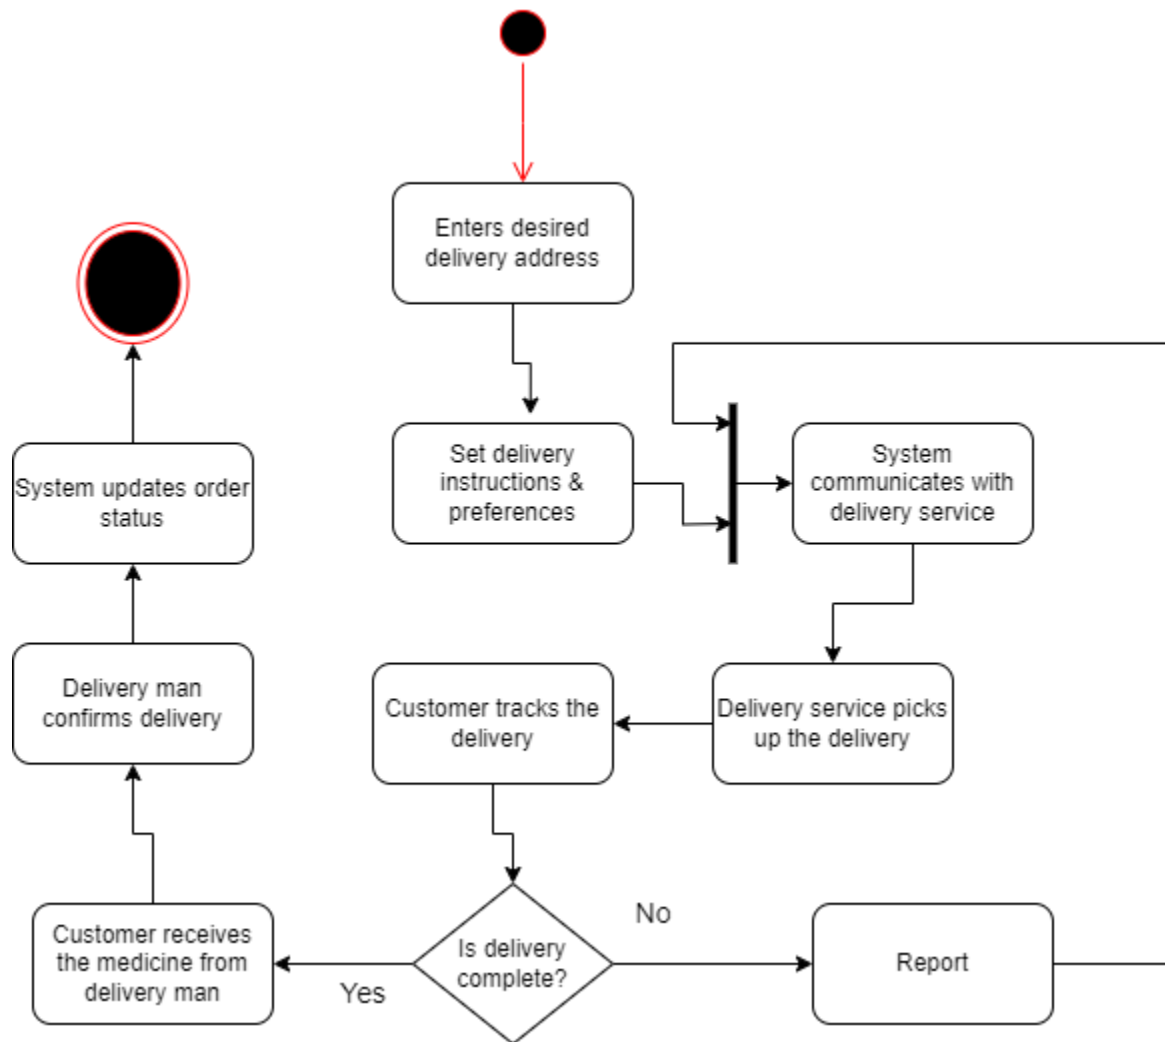 Enters desired
delivery address
Set delivery
instructions &
preferences
System
communicates with
delivery service
Delivery service picks
up the delivery
Customer tracks the
delivery
Is delivery
complete?
No
Report
Yes
Customer receives
the medicine from
delivery man
Delivery man
confirms delivery
System updates order
status